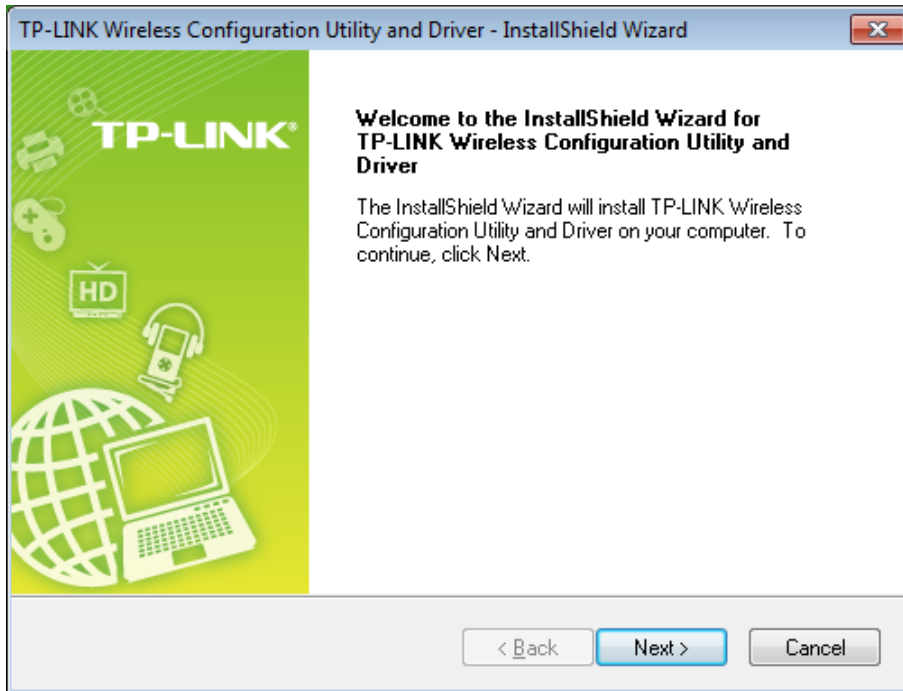 TP-LINK Wireless Configuration Utility and Driver - InstallShield Wizard
TP-LINK®
Welcome to the InstallShield Wizard for
TP-LINK Wireless Configuration Utility and
Driver
The InstallShield Wizard will install TP-LINK Wireless
Configuration Utility and Driver on your computer.  To
continue, click Next.
HD
< Back
Next >
Cancel